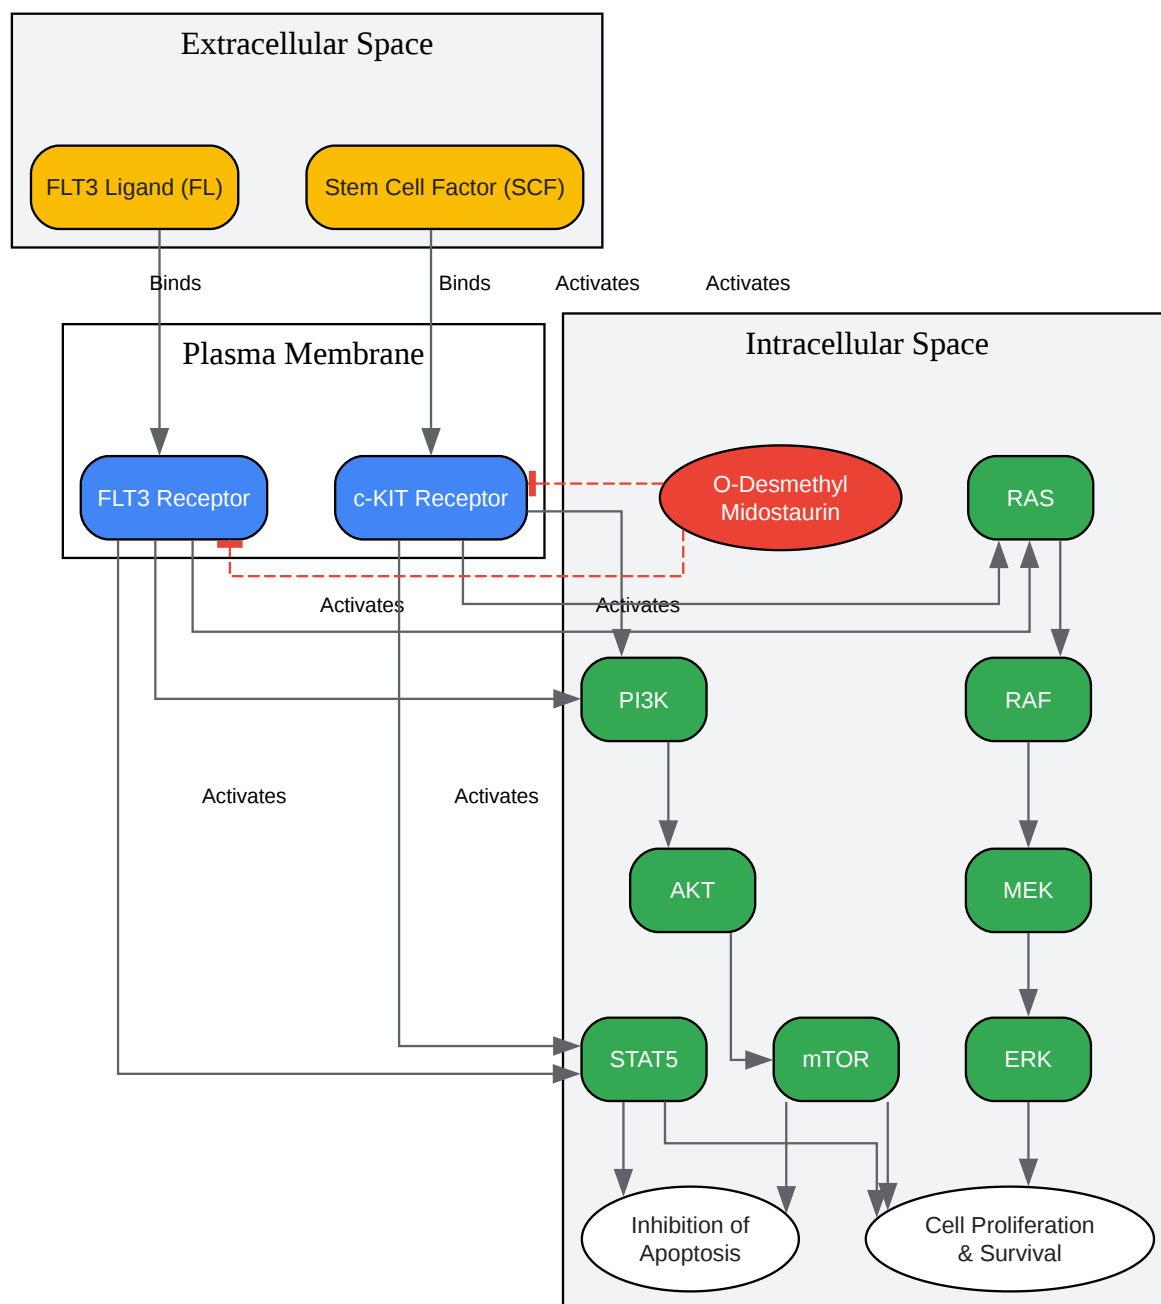 Extracellular Space
FLT3 Ligand (FL)
Stem Cell Factor (SCF)
Binds
Binds
Activates
Activates
Plasma Membrane
Intracellular Space
FLT3 Receptor
c-KIT Receptor
O-Desmethyl
Midostaurin
RAS
Activates
Activates
PI3K
RAF
Activates
Activates
AKT
MEK
STAT5
mTOR
ERK
Inhibition of
Apoptosis
Cell Proliferation
& Survival